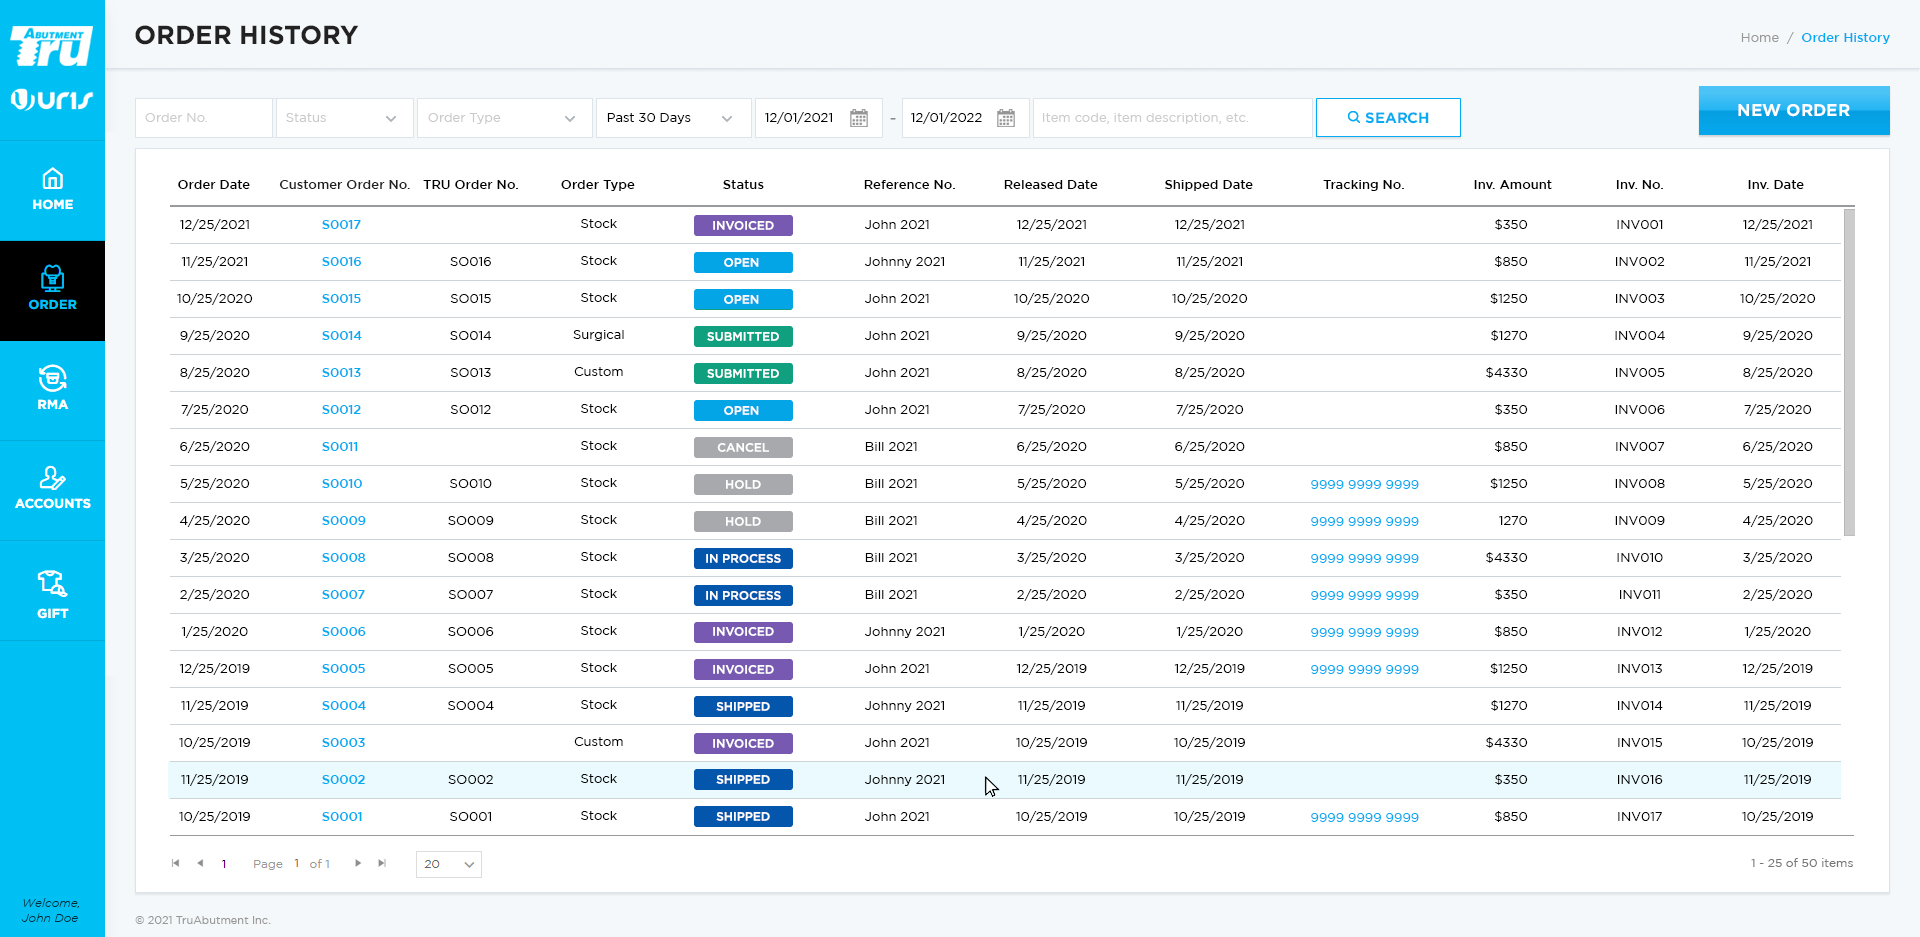 ABUTMENT
Tru
uris
HOME
ORDER
RMA
ACCOUNTS
GIFT
Welcome,
John Doe
ORDER HISTORY
Home / Order History
Order No. Status Order Type Past 30 Days 12/01/2021 - 12/01/2022 Item code, item description, etc. SEARCH NEW ORDER
Order Date Customer Order No. TRU Order No. Order Type Status Reference No. Released Date Shipped Date Tracking No. Inv. Amount Inv. No. Inv. Date
12/25/2021 S0017 Stock INVOICED John 2021 12/25/2021 12/25/2021 $350 INV001 12/25/2021
11/25/2021 S0016 SO016 Stock OPEN Johnny 2021 11/25/2021 11/25/2021 $850 INV002 11/25/2021
10/25/2020 S0015 SO015 Stock OPEN John 2021 10/25/2020 10/25/2020 $1250 INV003 10/25/2020
9/25/2020 S0014 SO014 Surgical SUBMITTED John 2021 9/25/2020 9/25/2020 $1270 INV004 9/25/2020
8/25/2020 S0013 SO013 Custom SUBMITTED John 2021 8/25/2020 8/25/2020 $4330 INV005 8/25/2020
7/25/2020 S0012 SO012 Stock OPEN John 2021 7/25/2020 7/25/2020 $350 INV006 7/25/2020
6/25/2020 S0011 Stock CANCEL Bill 2021 6/25/2020 6/25/2020 $850 INV007 6/25/2020
5/25/2020 S0010 SO010 Stock HOLD Bill 2021 5/25/2020 5/25/2020 9999 9999 9999 $1250 INV008 5/25/2020
4/25/2020 S0009 SO009 Stock HOLD Bill 2021 4/25/2020 4/25/2020 9999 9999 9999 1270 INV009 4/25/2020
3/25/2020 S0008 SO008 Stock IN PROCESS Bill 2021 3/25/2020 3/25/2020 9999 9999 9999 $4330 INV010 3/25/2020
2/25/2020 S0007 SO007 Stock IN PROCESS Bill 2021 2/25/2020 2/25/2020 9999 9999 9999 $350 INV011 2/25/2020
1/25/2020 S0006 SO006 Stock INVOICED Johnny 2021 1/25/2020 1/25/2020 9999 9999 9999 $850 INV012 1/25/2020
12/25/2019 S0005 SO005 Stock INVOICED John 2021 12/25/2019 12/25/2019 9999 9999 9999 $1250 INV013 12/25/2019
11/25/2019 S0004 SO004 Stock SHIPPED Johnny 2021 11/25/2019 11/25/2019 $1270 INV014 11/25/2019
10/25/2019 S0003 Custom INVOICED John 2021 10/25/2019 10/25/2019 $4330 INV015 10/25/2019
11/25/2019 S0002 SO002 Stock SHIPPED Johnny 2021 11/25/2019 11/25/2019 $350 INV016 11/25/2019
10/25/2019 S0001 SO001 Stock SHIPPED John 2021 10/25/2019 10/25/2019 9999 9999 9999 $850 INV017 10/25/2019
1 Page 1 of 1 20 1 - 25 of 50 items
© 2021 TruAbutment Inc.